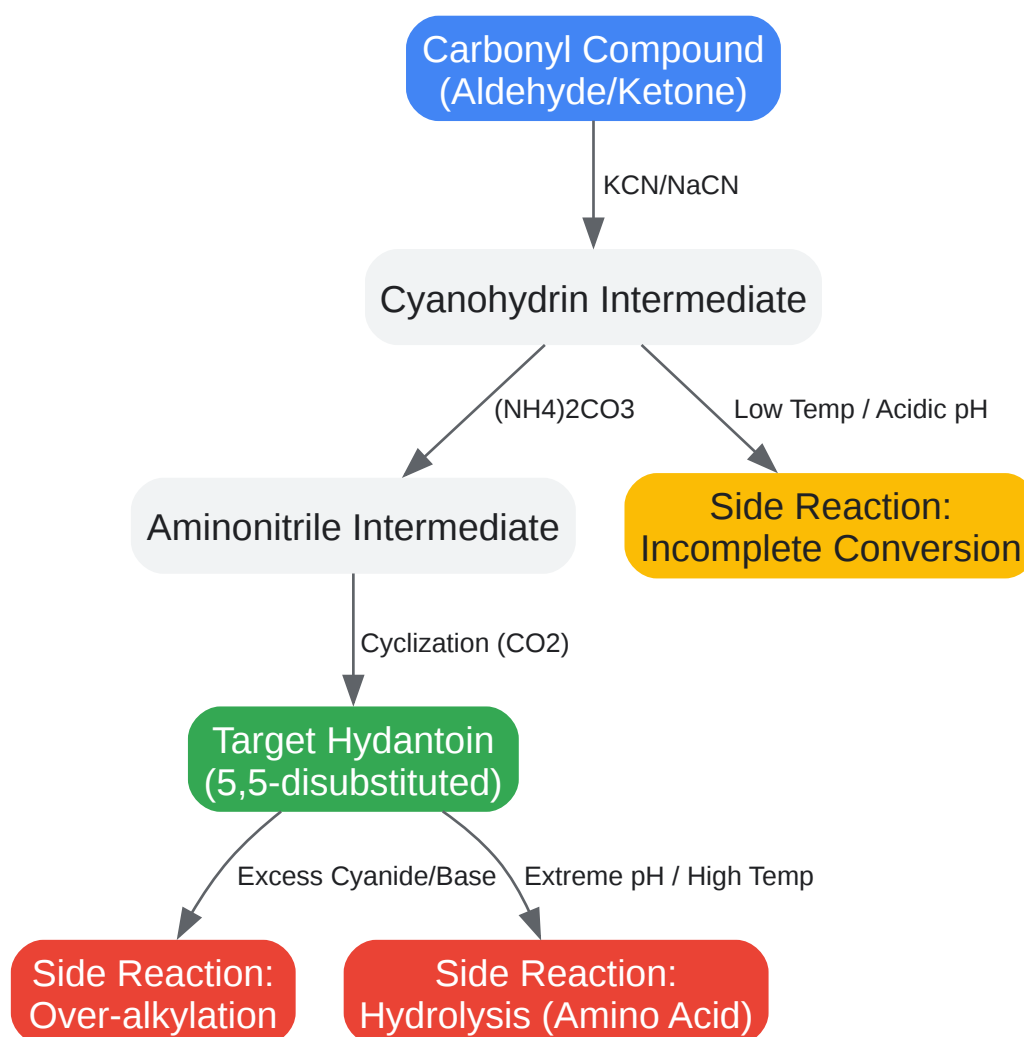 Carbonyl Compound
(Aldehyde/Ketone)
KCN/NaCN
Cyanohydrin Intermediate
(NH4)2CO3
Low Temp / Acidic pH
Aminonitrile Intermediate
Side Reaction:
Incomplete Conversion
Cyclization (CO2)
Target Hydantoin
(5,5-disubstituted)
Excess Cyanide/Base
Extreme pH / High Temp
Side Reaction:
Over-alkylation
Side Reaction:
Hydrolysis (Amino Acid)